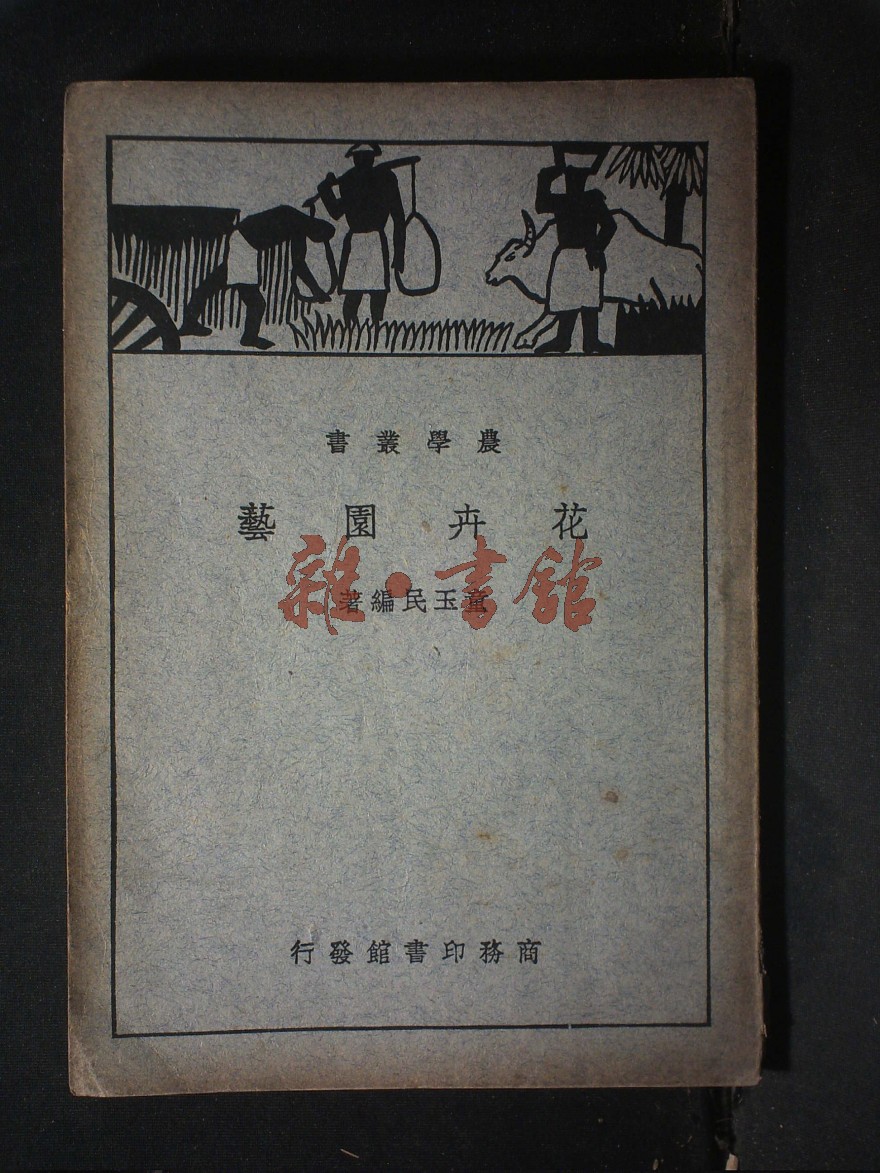 農學叢書
花卉園藝
童玉民編著
雜·書館
商務印書館發行